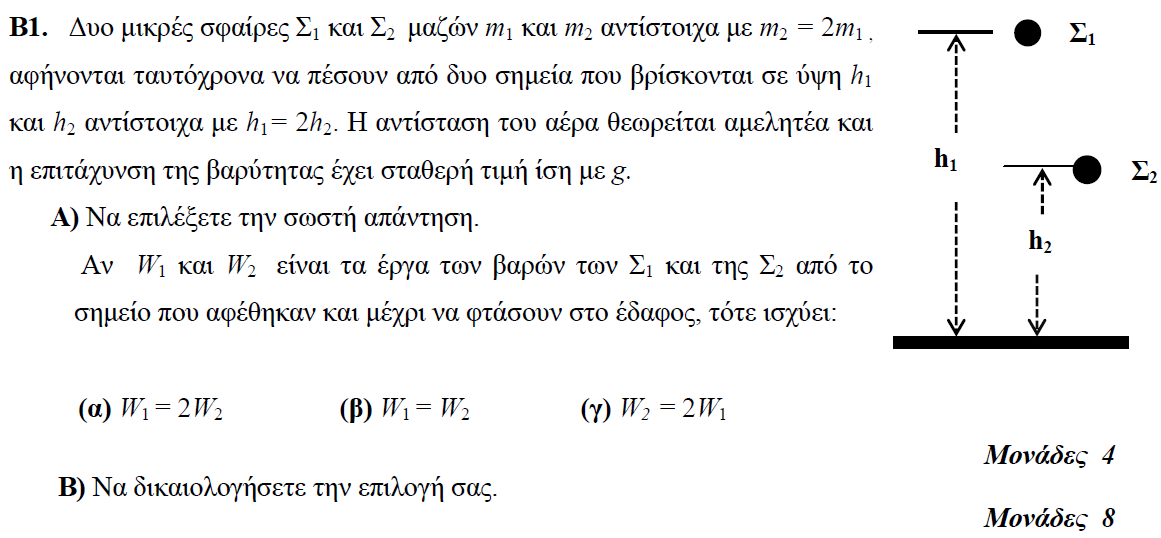 B1. Δυο μικρές σφαίρες Σ1 και Σ2 μαζών m1 και m2 αντίστοιχα με m2 = 2m1 ,
αφήνονται ταυτόχρονα να πέσουν από δυο σημεία που βρίσκονται σε ύψη h1
και h2 αντίστοιχα με h1= 2h2. Η αντίσταση του αέρα θεωρείται αμελητέα και
η επιτάχυνση της βαρύτητας έχει σταθερή τιμή ίση με g.
Α) Να επιλέξετε την σωστή απάντηση.
Αν W1 και W2 είναι τα έργα των βαρών των Σ1 και της Σ2 από το
σημείο που αφέθηκαν και μέχρι να φτάσουν στο έδαφος, τότε ισχύει:
(α) W1 = 2W2 (β) W1 = W2 (γ) W2 = 2W1
Μονάδες 4
Β) Να δικαιολογήσετε την επιλογή σας.
Μονάδες 8
Σ1
h1
Σ2
h2